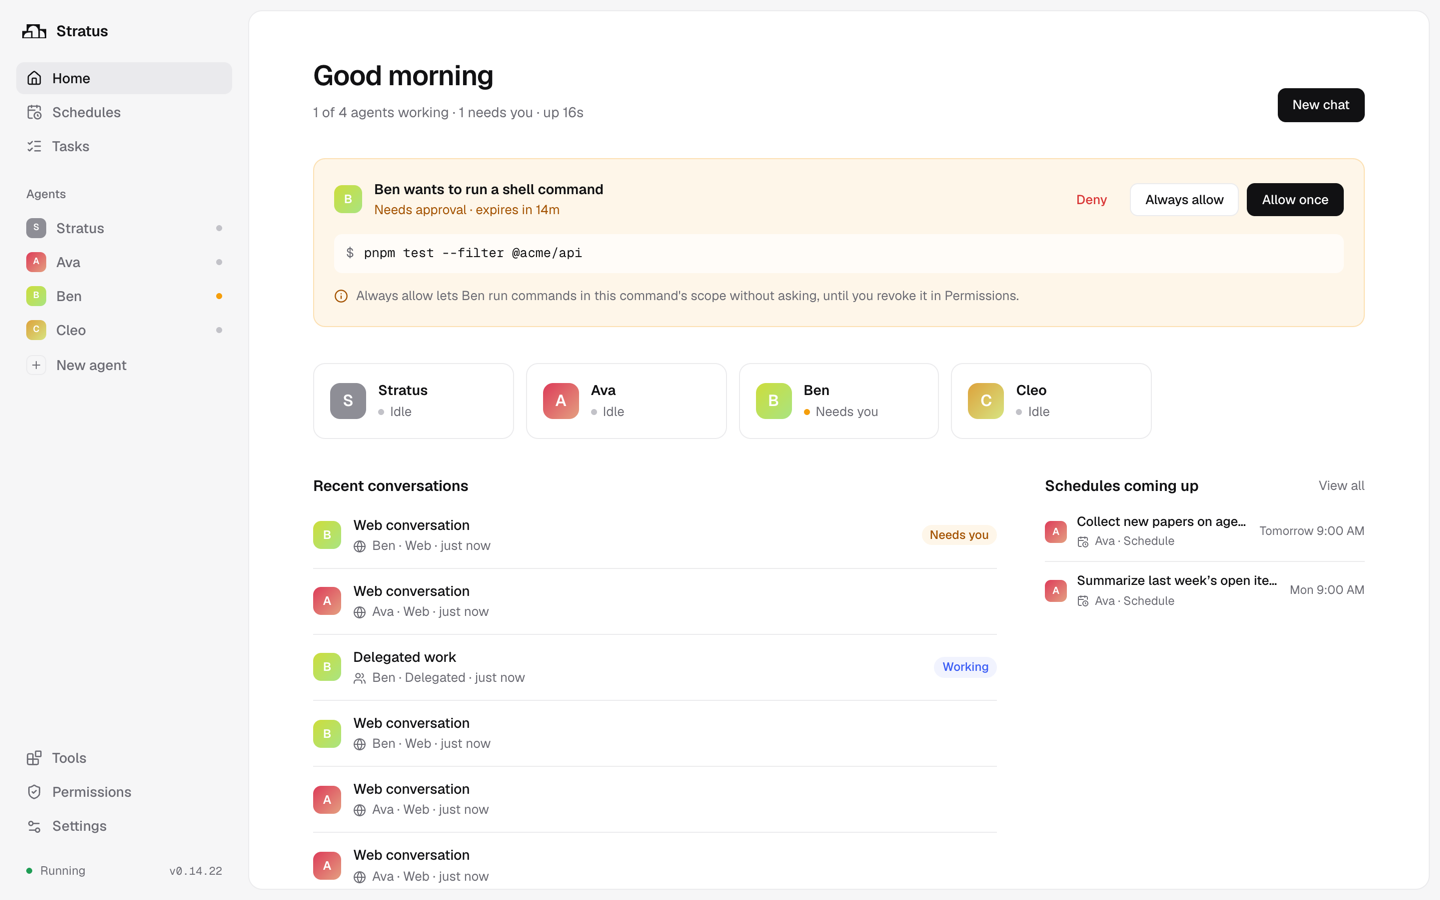 Stratus
Home
Schedules
Tasks
Agents
S Stratus
A Ava
B Ben
C Cleo
New agent
Tools
Permissions
Settings
Running v0.14.22
Good morning
1 of 4 agents working · 1 needs you · up 16s
New chat
B
Ben wants to run a shell command
Needs approval · expires in 14m
Deny
Always allow
Allow once
$ pnpm test --filter @acme/api
Always allow lets Ben run commands in this command's scope without asking, until you revoke it in Permissions.
S
Stratus
Idle
A
Ava
Idle
B
Ben
Needs you
C
Cleo
Idle
Recent conversations
B
Web conversation
Ben · Web · just now
Needs you
A
Web conversation
Ava · Web · just now
B
Delegated work
Ben · Delegated · just now
Working
B
Web conversation
Ben · Web · just now
A
Web conversation
Ava · Web · just now
A
Web conversation
Ava · Web · just now
Schedules coming up
View all
A
Collect new papers on age...
Ava · Schedule
Tomorrow 9:00 AM
A
Summarize last week's open ite...
Ava · Schedule
Mon 9:00 AM